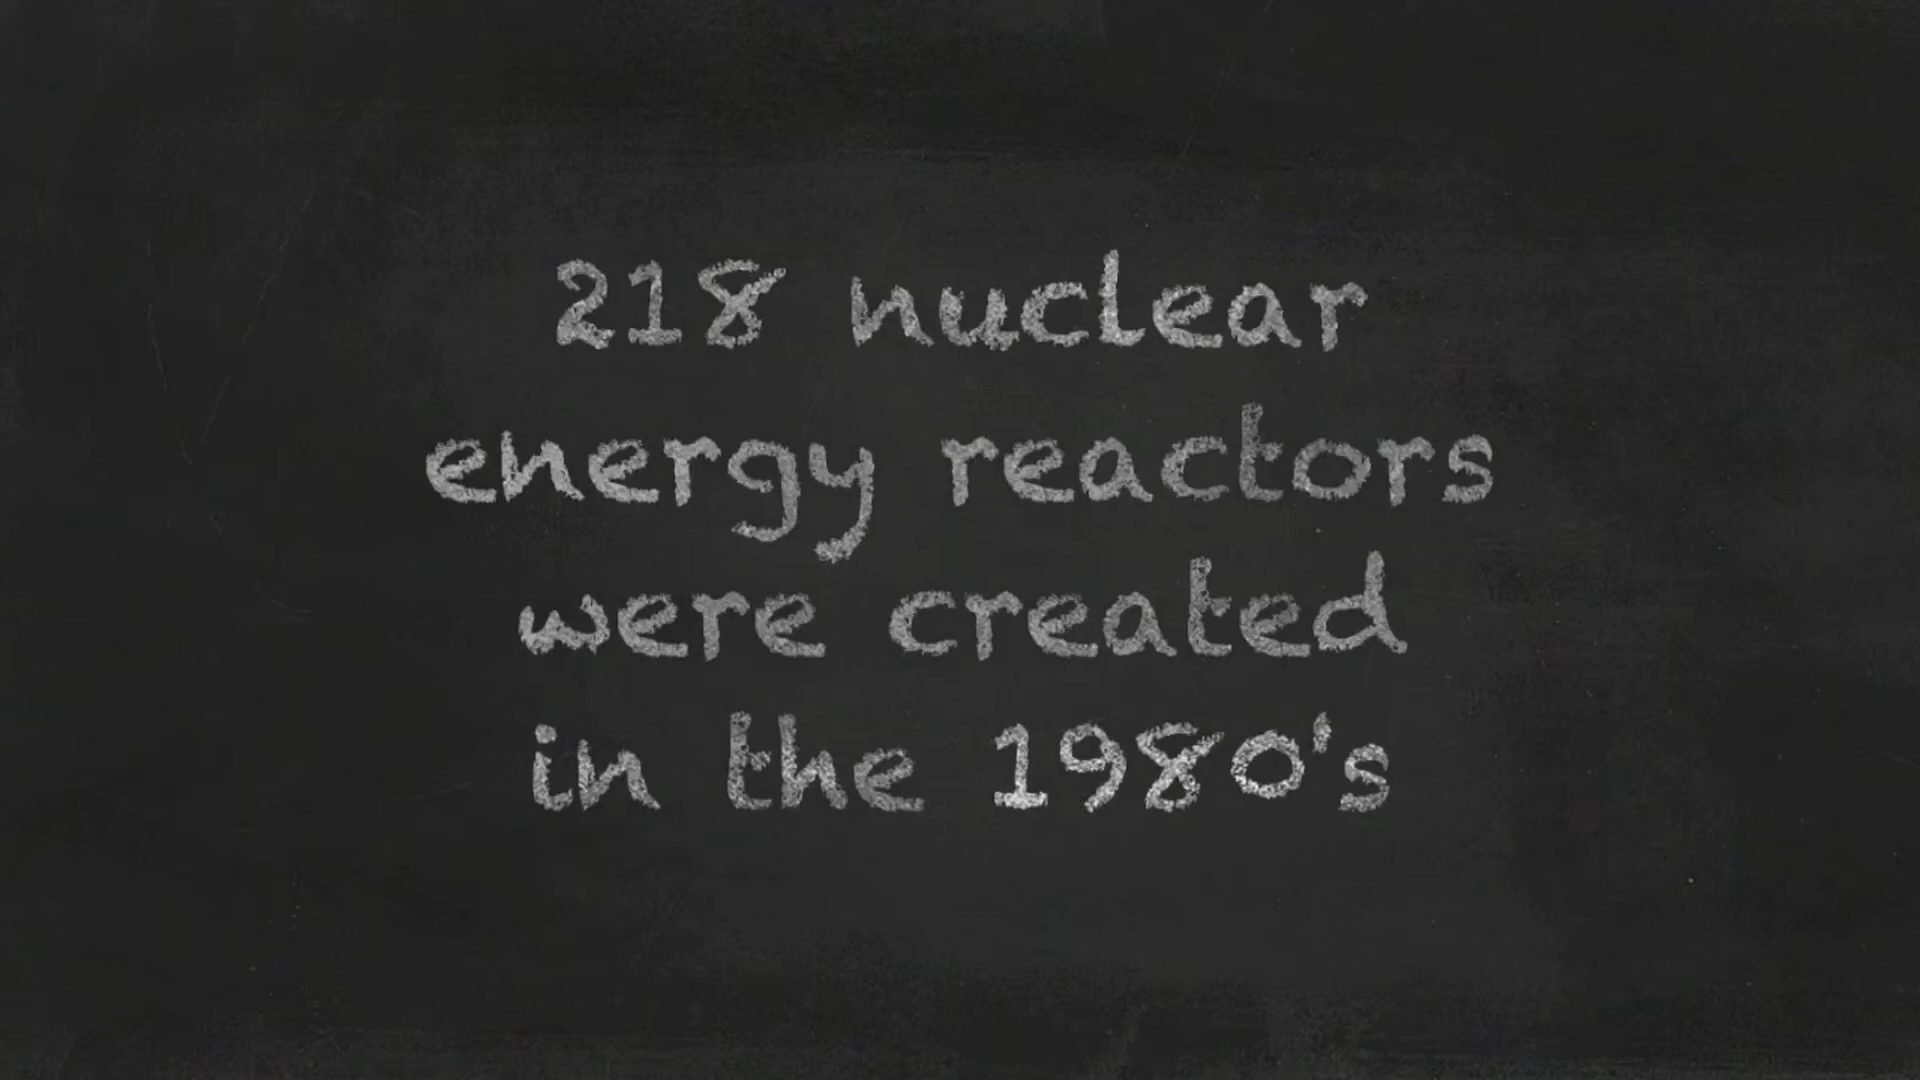 218 nuclear
energy reactors
were created
in the 1980's